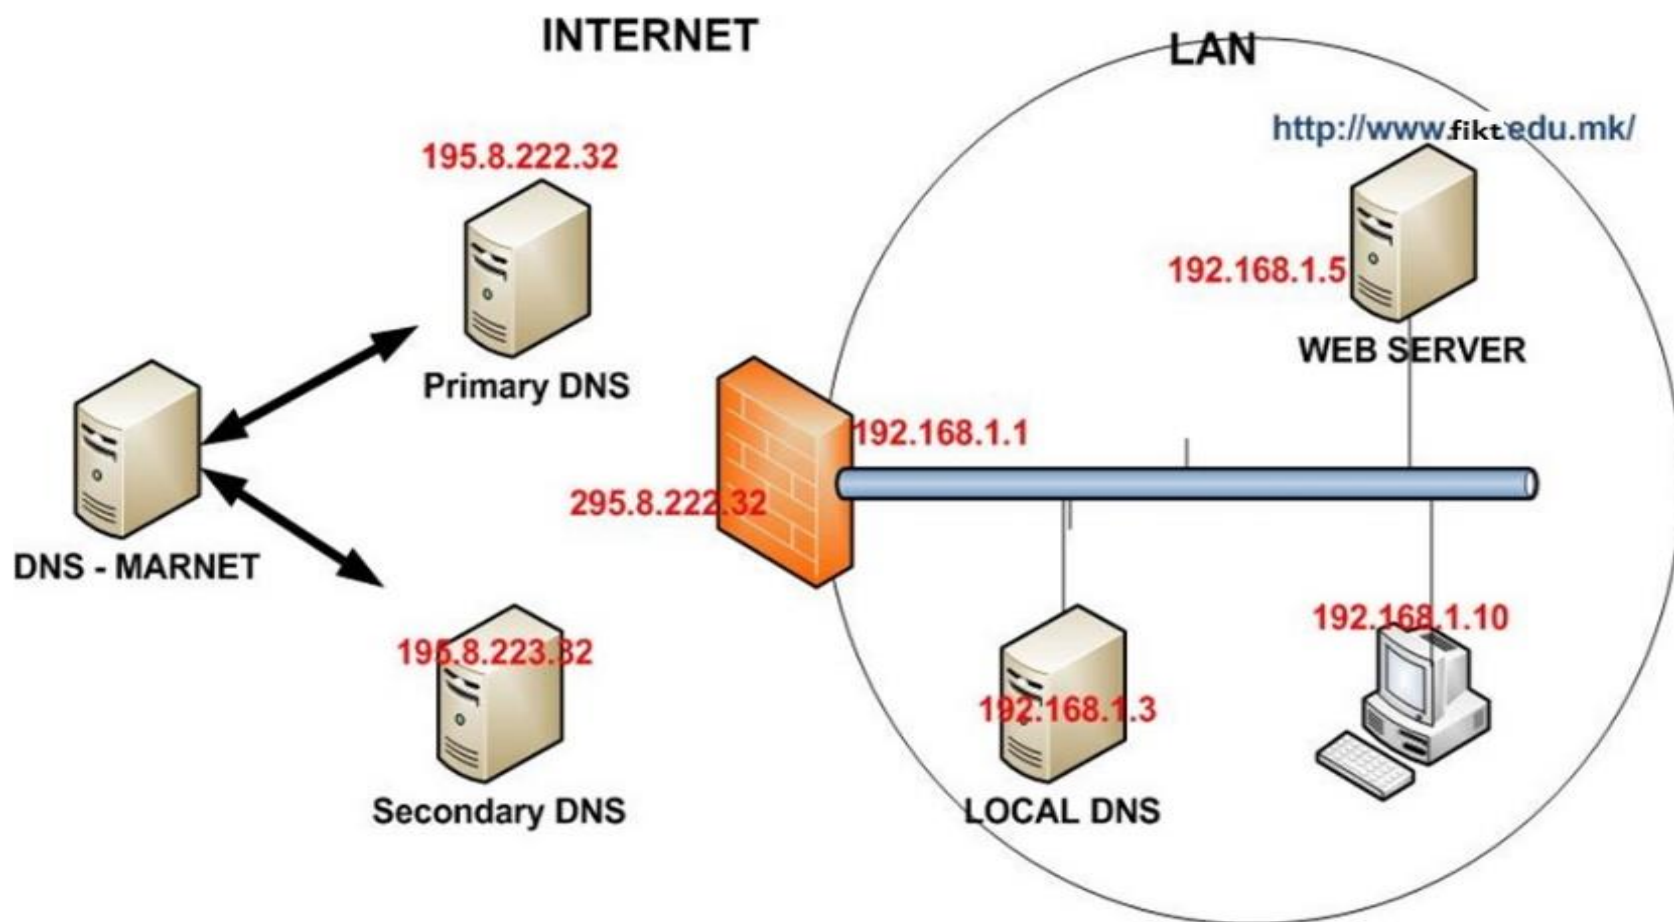 INTERNET
LAN
http://www.fikt.edu.mk/
195.8.222.32
192.168.1.5
WEB SERVER
Primary DNS
192.168.1.1
295.8.222.32
DNS - MARNET
192.168.1.10
195.8.223.32
192.168.1.3
Secondary DNS
LOCAL DNS